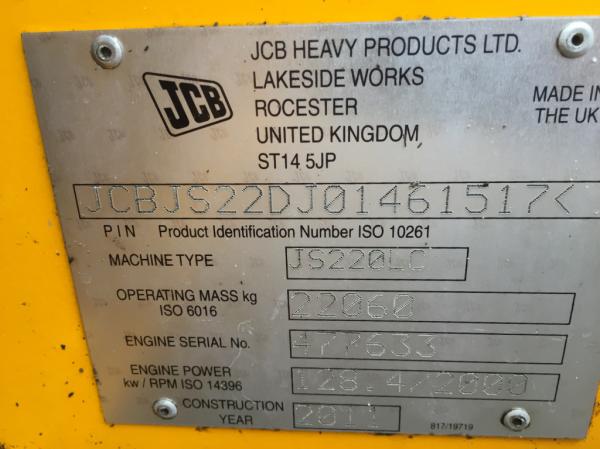 JCB
JCB HEAVY PRODUCTS LTD.
LAKESIDE WORKS
ROCESTER
UNITED KINGDOM
ST14 5JP
MADE IN
THE UK
JCBJS22DJ01461517<
PIN Product Identification Number ISO 10261
MACHINE TYPE JS220LC
OPERATING MASS kg 22060
ISO 6016
ENGINE SERIAL No. 477633
ENGINE POWER 128.4/2000
kw / RPM ISO 14396
CONSTRUCTION
YEAR 2011
817/19719